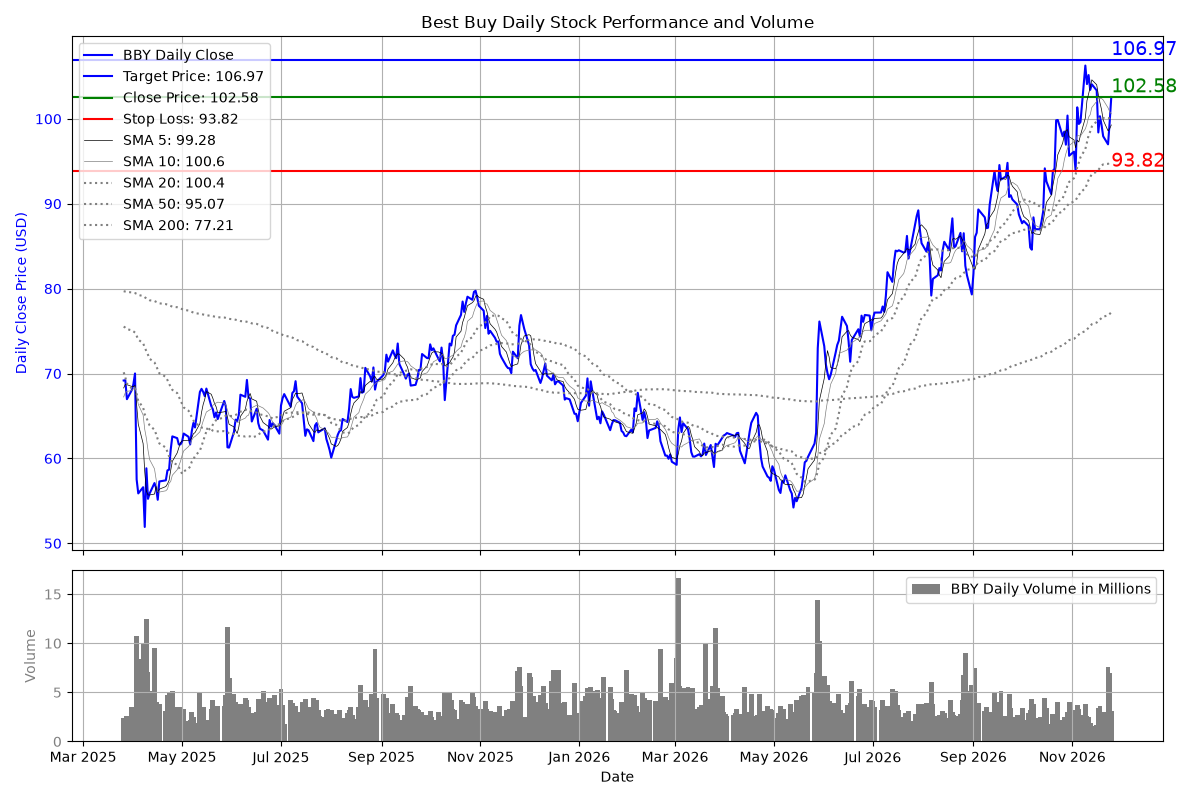 Best Buy Daily Stock Performance and Volume
106.97
102.58
93.82
BBY Daily Close
Target Price: 106.97
Close Price: 102.58
Stop Loss: 93.82
SMA 5: 99.28
SMA 10: 100.6
SMA 20: 100.4
SMA 50: 95.07
SMA 200: 77.21
Daily Close Price (USD)
100
90
80
70
60
50
BBY Daily Volume in Millions
Volume
15
10
5
0
Mar 2025 May 2025 Jul 2025 Sep 2025 Nov 2025 Jan 2026 Mar 2026 May 2026 Jul 2026 Sep 2026 Nov 2026
Date